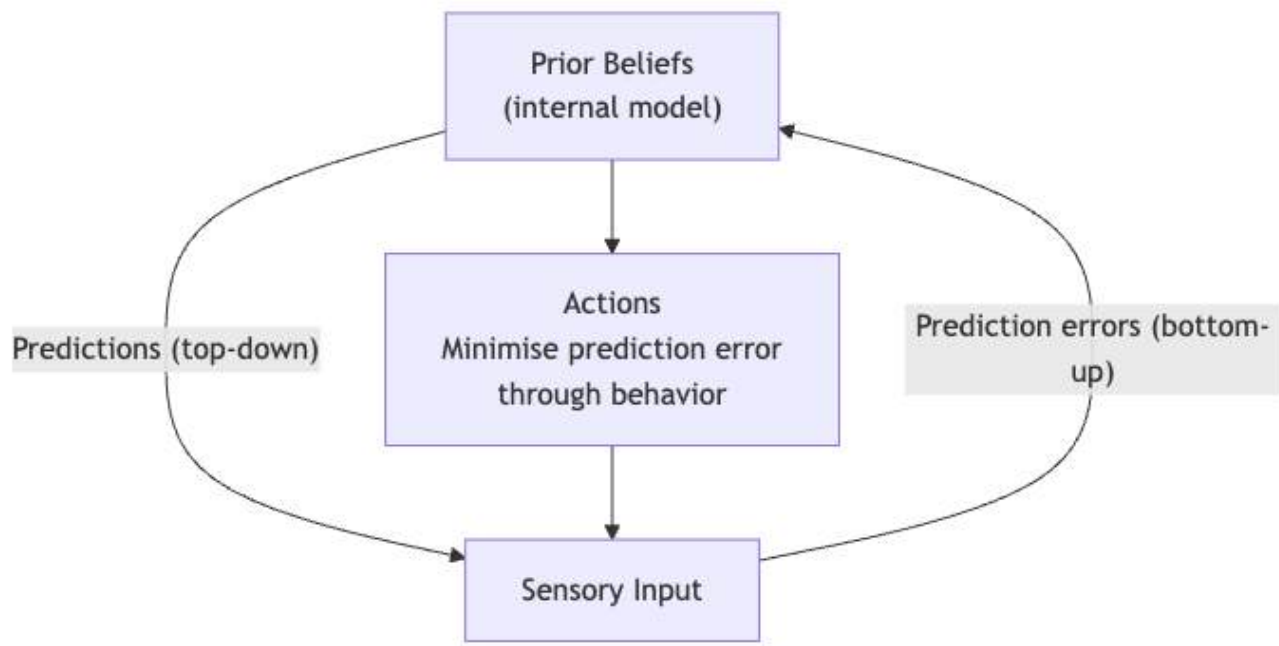 Prior Beliefs
(internal model)
Actions
Minimise prediction error
through behavior
Predictions (top-down)
Prediction errors (bottom-
up)
Sensory Input